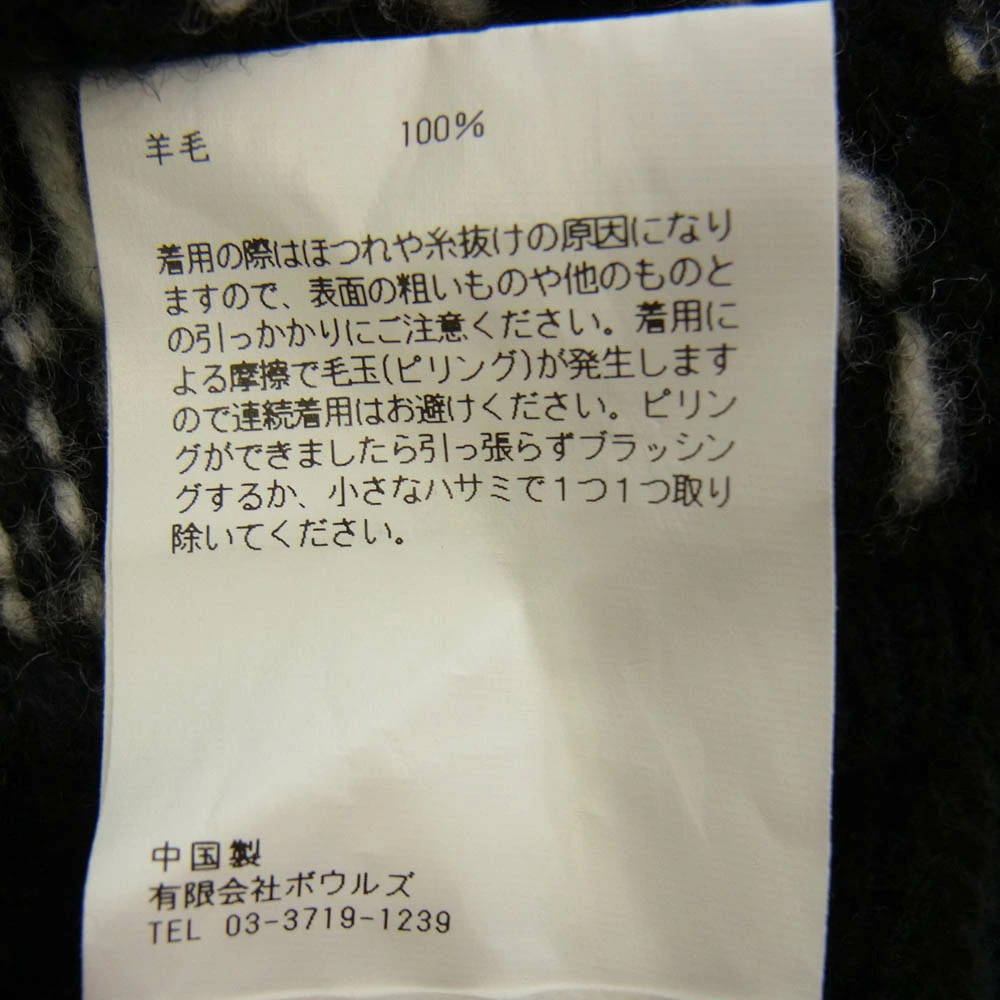 羊毛 100%
着用の際はほつれや糸抜けの原因になり
ますので、表面の粗いものや他のものと
の引っかかりにご注意ください。着用に
よる摩擦で毛玉(ピリング)が発生します
ので連続着用はお避けください。ピリン
グができましたら引っ張らずブラッシン
グするか、小さなハサミで1つ1つ取り
除いてください。
中国製
有限会社ボウルズ
TEL 03-3719-1239